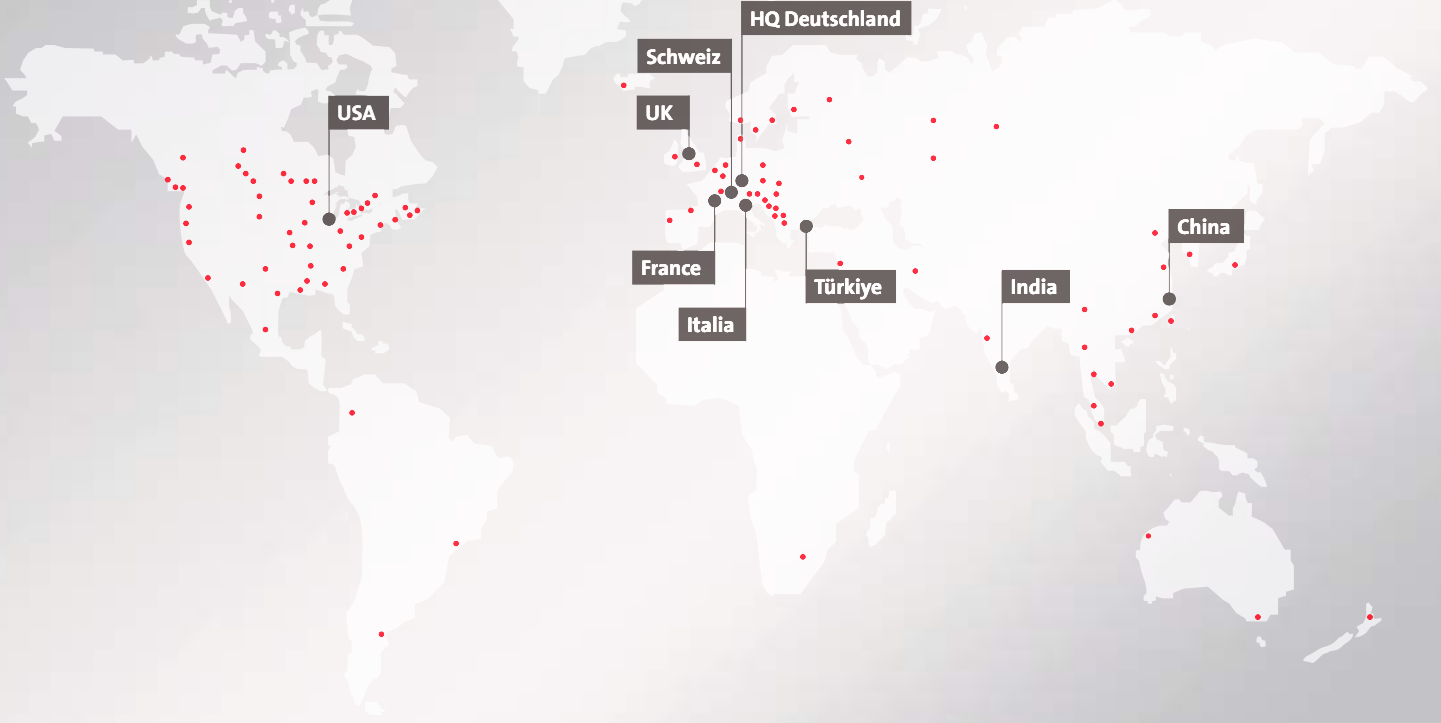 HQ Deutschland
Schweiz
USA
UK
China
France
Türkiye
India
Italia